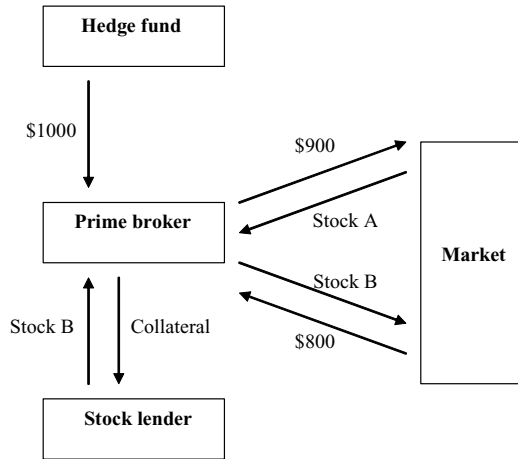 Hedge fund
$1000
$900
Prime broker
Stock A
Market
Stock B
Stock B
Collateral
$800
Stock lender